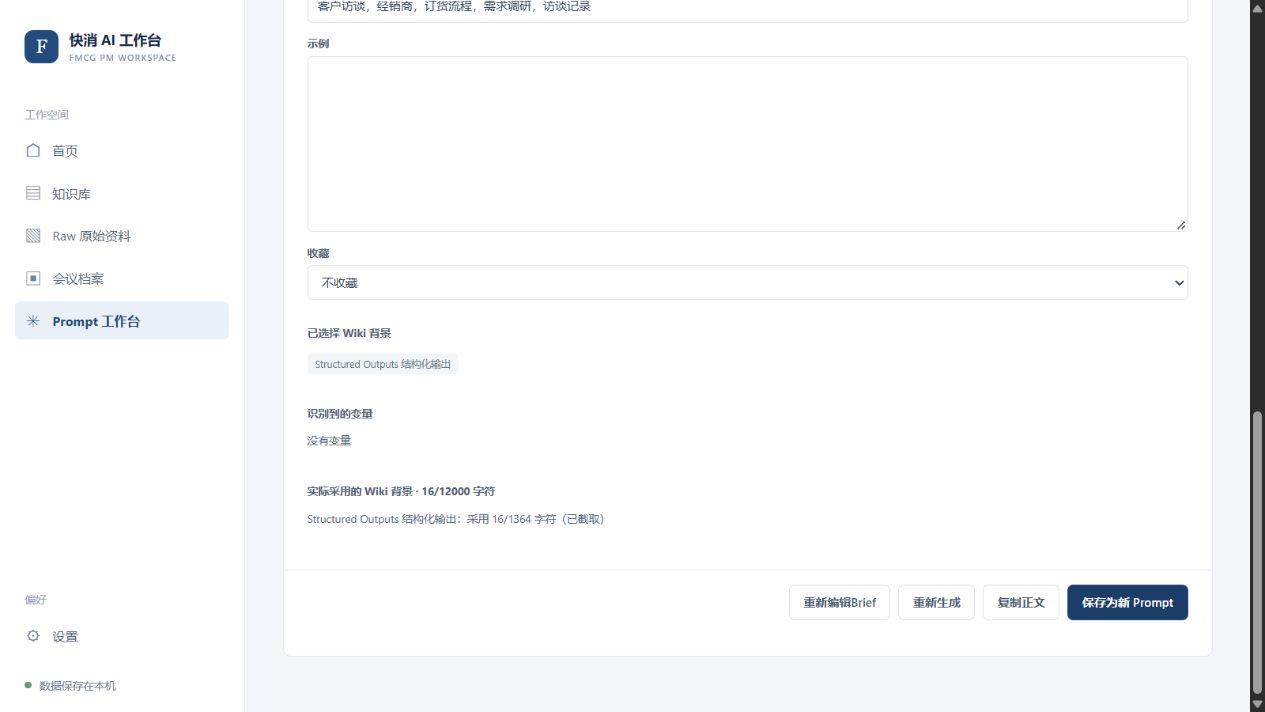 F
快消 AI 工作台
FMCG PM WORKSPACE
工作空间
首页
知识库
Raw 原始资料
会议档案
Prompt 工作台
偏好
设置
数据保存在本机
客户访谈，经销商，订货流程，需求调研，访谈记录
示例
收藏
不收藏
已选择 Wiki 背景
Structured Outputs 结构化输出
识别到的变量
没有变量
实际采用的 Wiki 背景 · 16/12000 字符
Structured Outputs 结构化输出：采用 16/1364 字符（已截取）
重新编辑Brief
重新生成
复制正文
保存为新 Prompt